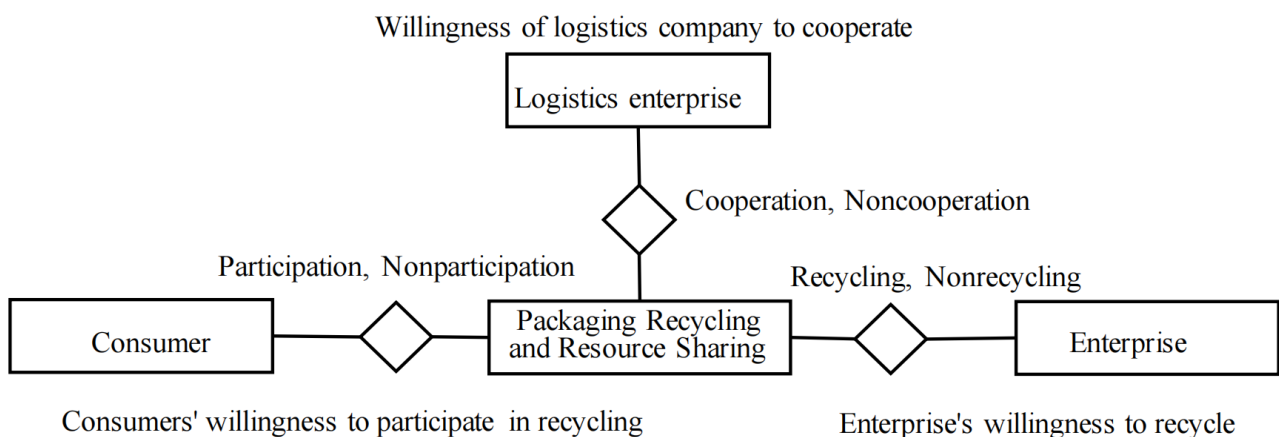 Willingness of logistics company to cooperate
Logistics enterprise
Cooperation, Noncooperation
Participation, Nonparticipation
Recycling, Nonrecycling
Consumer
Packaging Recycling
and Resource Sharing
Enterprise
Consumers' willingness to participate in recycling
Enterprise's willingness to recycle